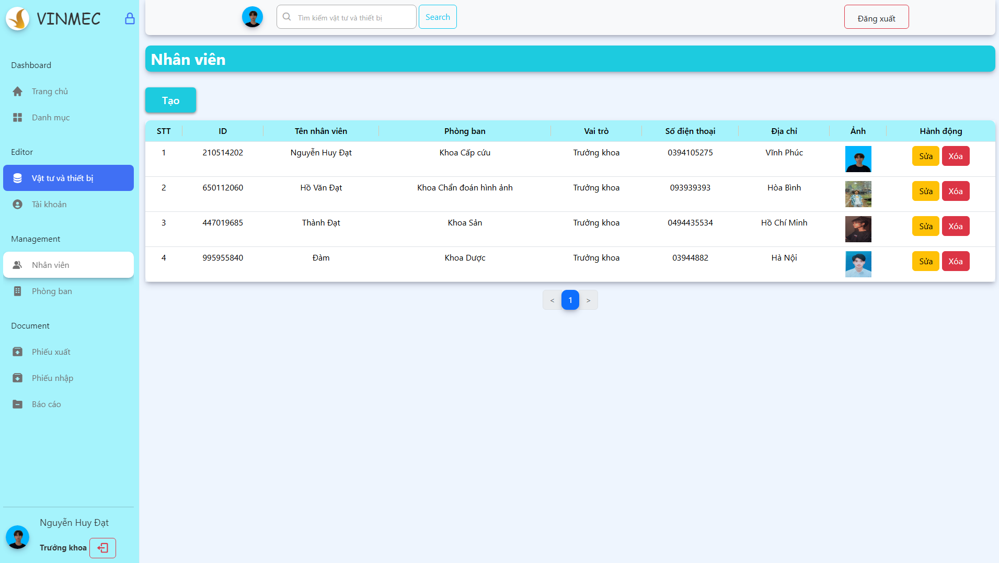 VINMEC
Dashboard
Trang chủ
Danh mục
Editor
Vật tư và thiết bị
Tài khoản
Management
Nhân viên
Phòng ban
Document
Phiếu xuất
Phiếu nhập
Báo cáo
Nguyễn Huy Đạt
Trưởng khoa
Tìm kiếm vật tư và thiết bị Search Đăng xuất
Nhân viên
Tạo
STT ID Tên nhân viên Phòng ban Vai trò Số điện thoại Địa chỉ Ảnh Hành động
1 210514202 Nguyễn Huy Đạt Khoa Cấp cứu Trưởng khoa 0394105275 Vĩnh Phúc Sửa Xóa
2 650112060 Hồ Văn Đạt Khoa Chẩn đoán hình ảnh Trưởng khoa 093939393 Hòa Bình Sửa Xóa
3 447019685 Thành Đạt Khoa Sản Trưởng khoa 0494435534 Hồ Chí Minh Sửa Xóa
4 995955840 Đàm Khoa Dược Trưởng khoa 03944882 Hà Nội Sửa Xóa
< 1 >